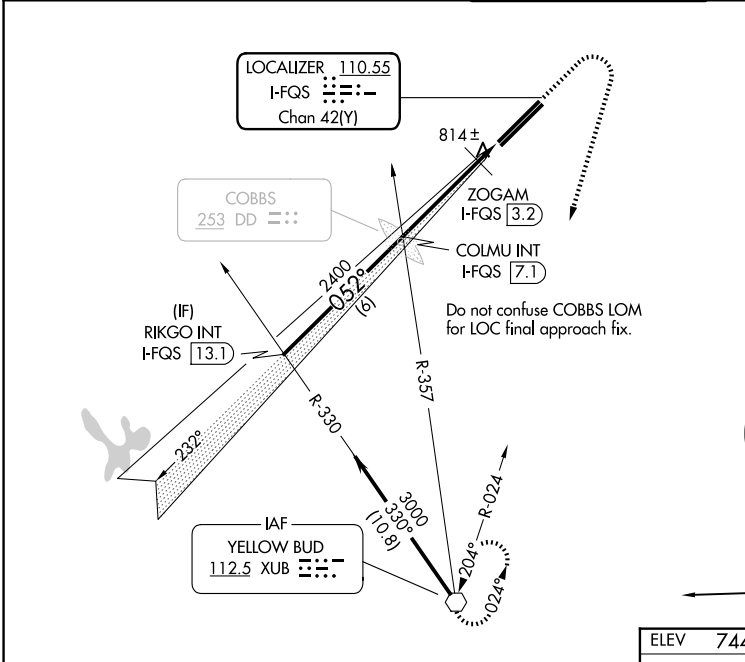 LOCALIZER 110.55
I-FQS
Chan 42(Y)
814 ±
COBBS
253 DD
ZOGAM
I-FQS 3.2
COLMU INT
I-FQS 7.1
2400
052°
(6)
Do not confuse COBBS LOM
for LOC final approach fix.
(IF)
RIKGO INT
I-FQS 13.1
R-357
R-330
232°
3000
330°
(10.8)
R-024
204°
024°
IAF
YELLOW BUD
112.5 XUB
ELEV 744